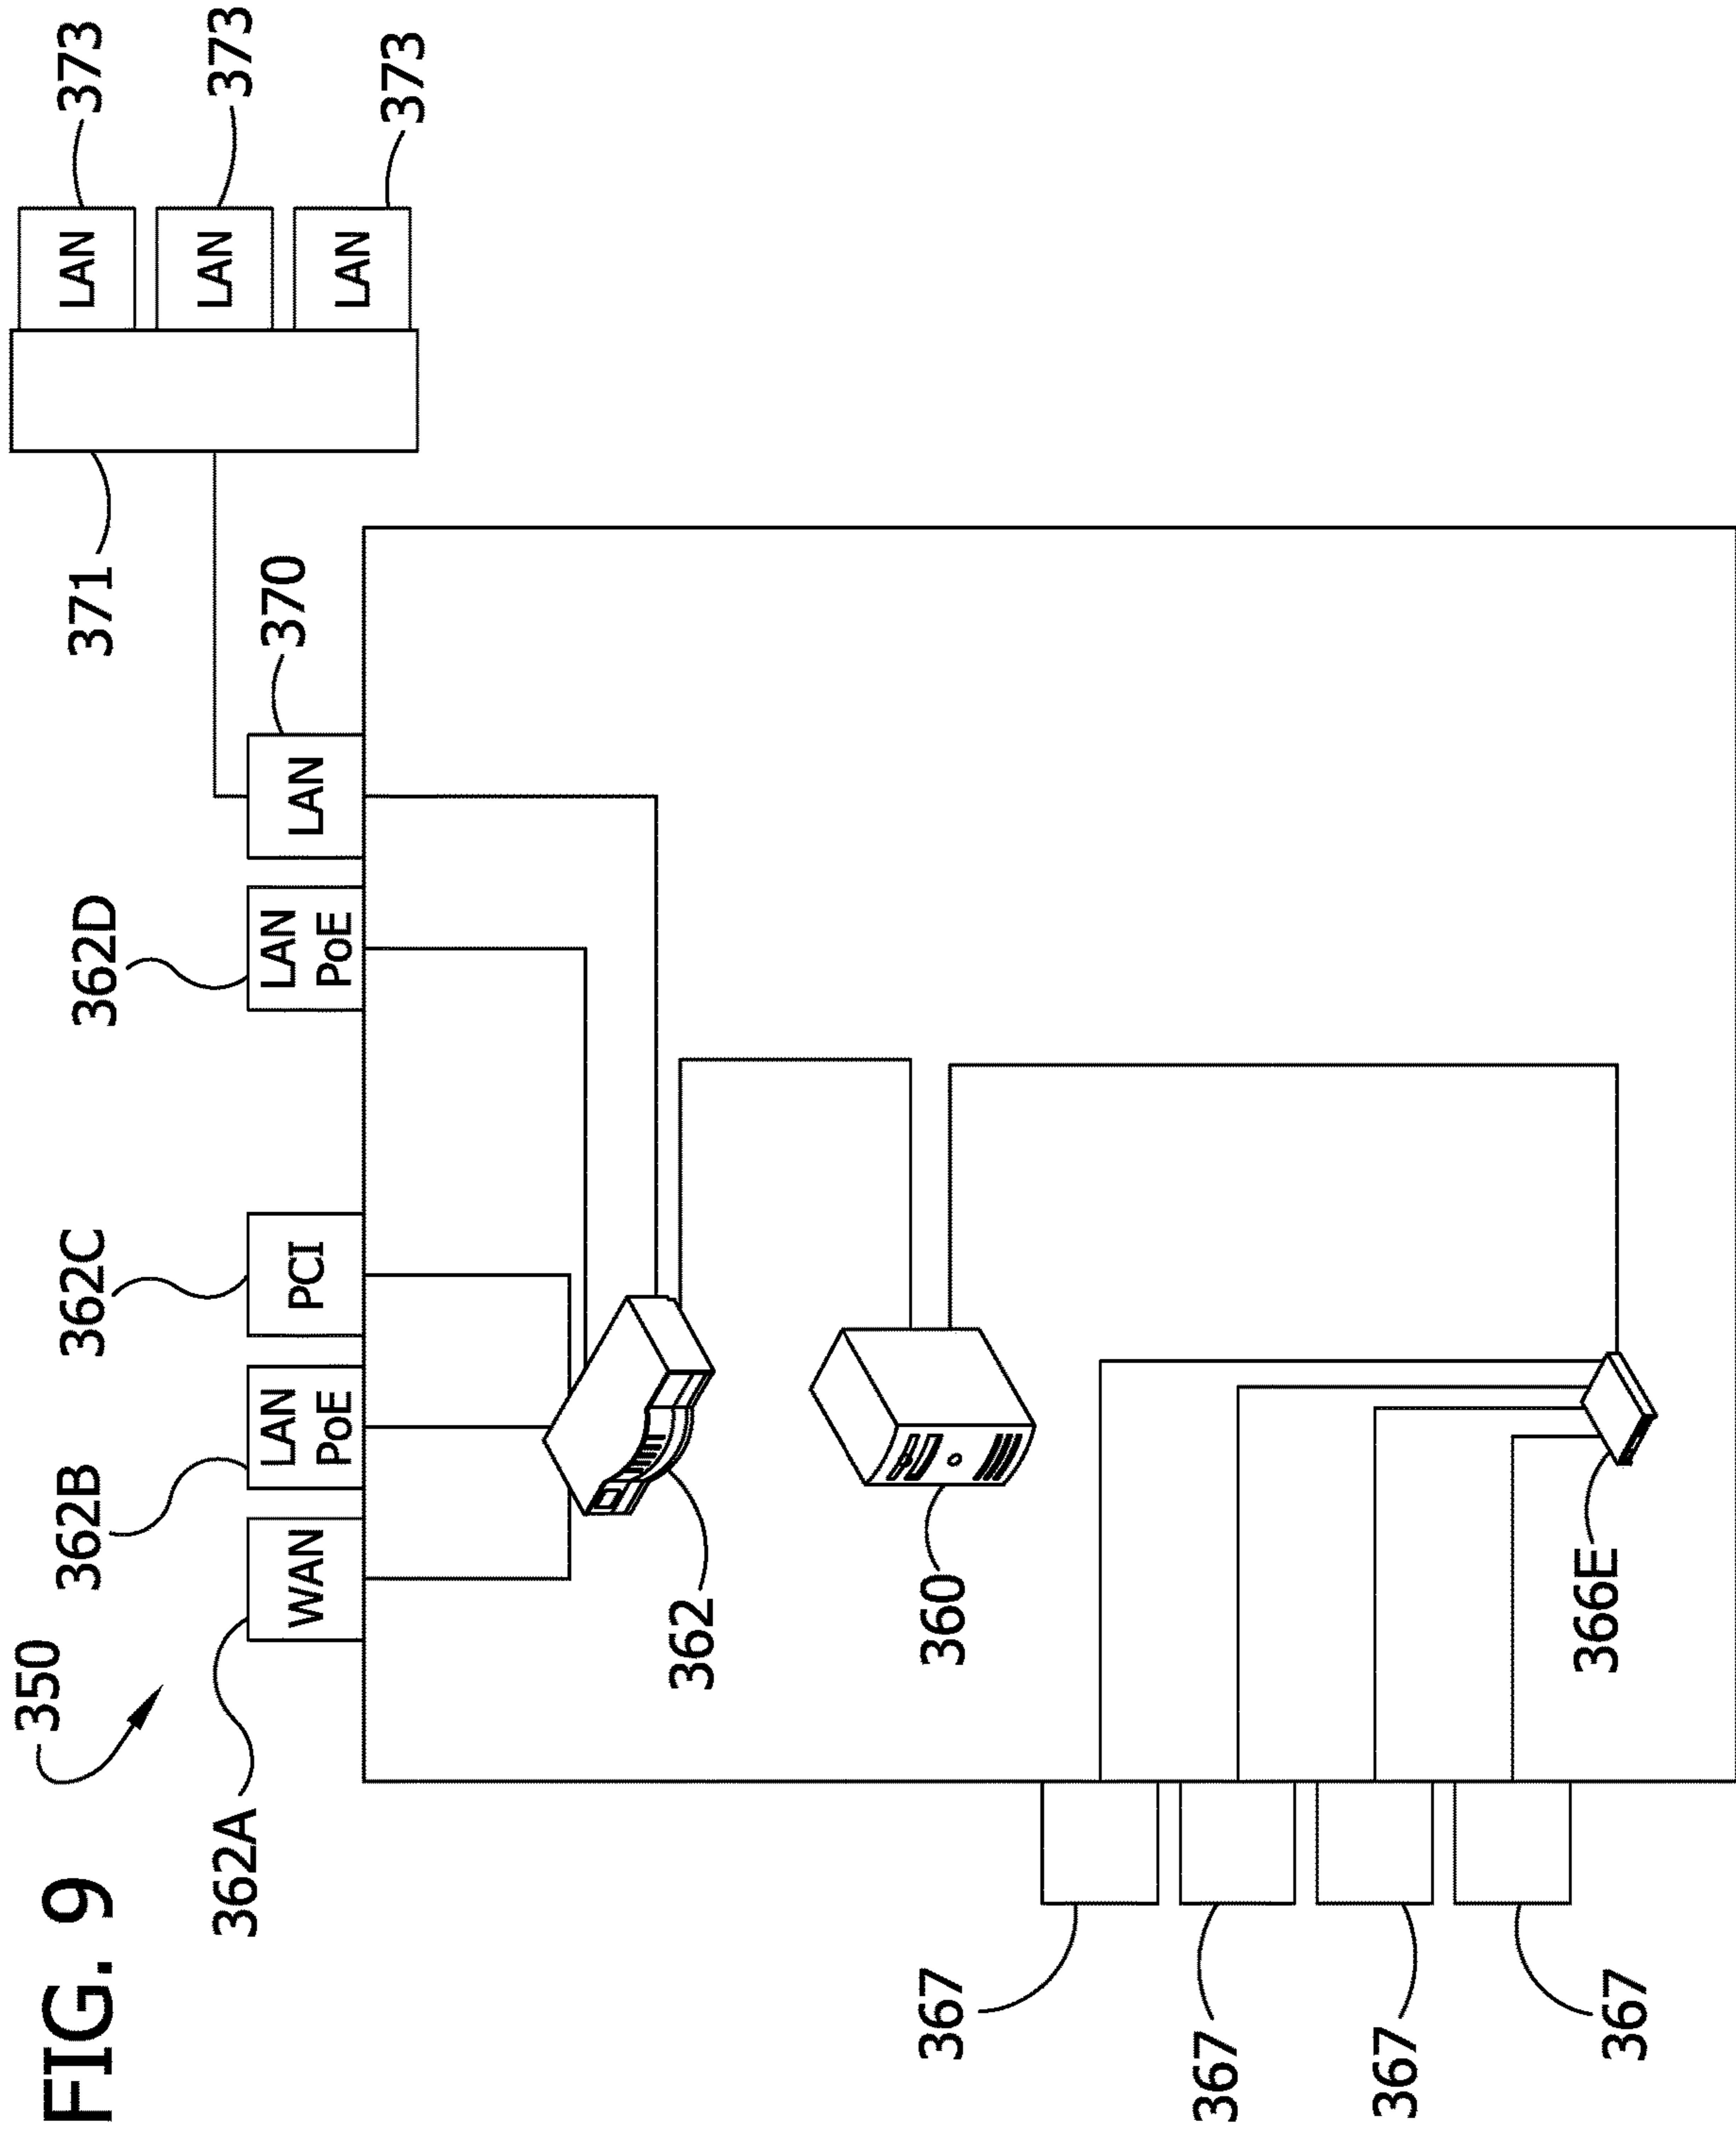 FIG. 9
350
362A
362B
362C
362D
370
371
373
373
373
WAN
LAN
PoE
PCI
LAN
PoE
LAN
LAN
LAN
LAN
362
360
366E
367
367
367
367